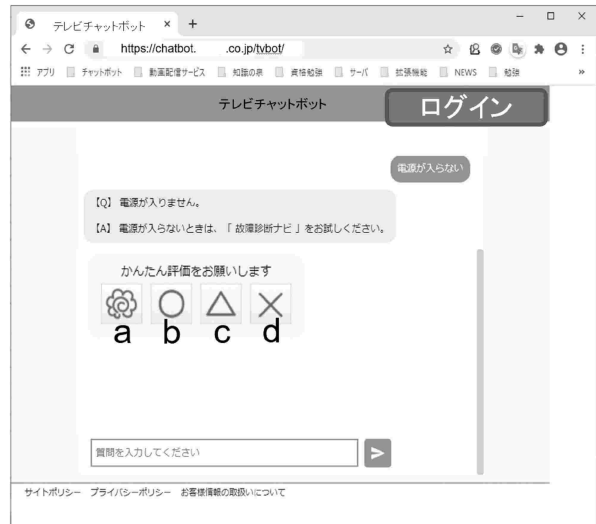 テレビチャットボット × +
https://chatbot. .co.jp/tvbot/
アプリ チャットボット 動画配信サービス 知識の泉 資格勉強 サーバ 拡張機能 NEWS 勉強 »
テレビチャットボット
ログイン
電源が入らない
【Q】 電源が入りません。
【A】 電源が入らないときは、「 故障診断ナビ 」をお試しください。
かんたん評価をお願いします
a b c d
質問を入力してください
サイトポリシー プライバシーポリシー お客様情報の取扱いについて